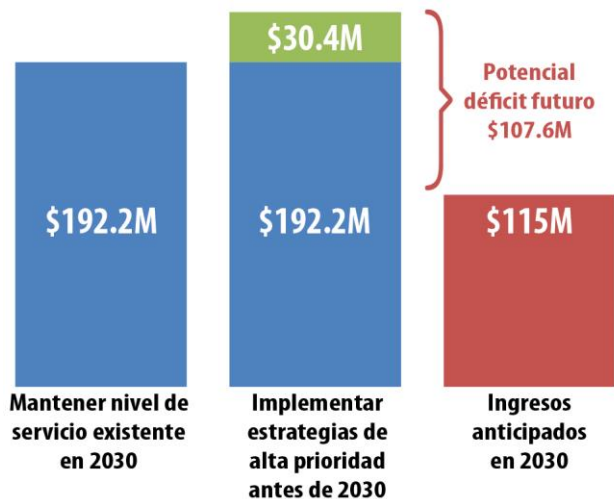 $30.4M
Potencial
déficit futuro
$107.6M
$192.2M
$192.2M
$115M
Mantener nivel de
servicio existente
en 2030
Implementar
estrategias de
alta prioridad
antes de 2030
Ingresos
anticipados
en 2030